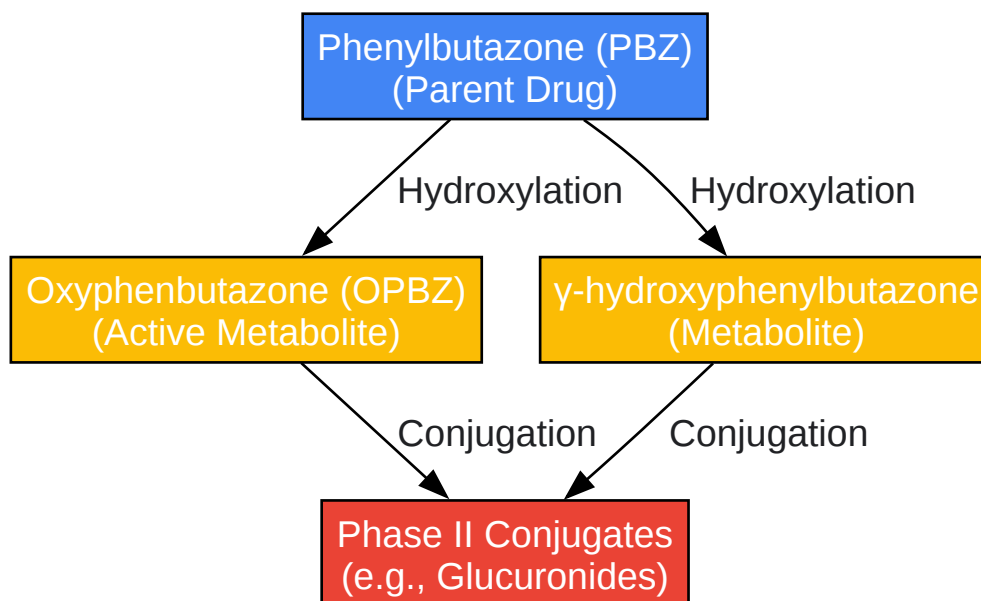 Phenylbutazone (PBZ)
(Parent Drug)
Hydroxylation
Hydroxylation
Oxyphenbutazone (OPBZ)
(Active Metabolite)
γ-hydroxyphenylbutazone
(Metabolite)
Conjugation
Conjugation
Phase II Conjugates
(e.g., Glucuronides)